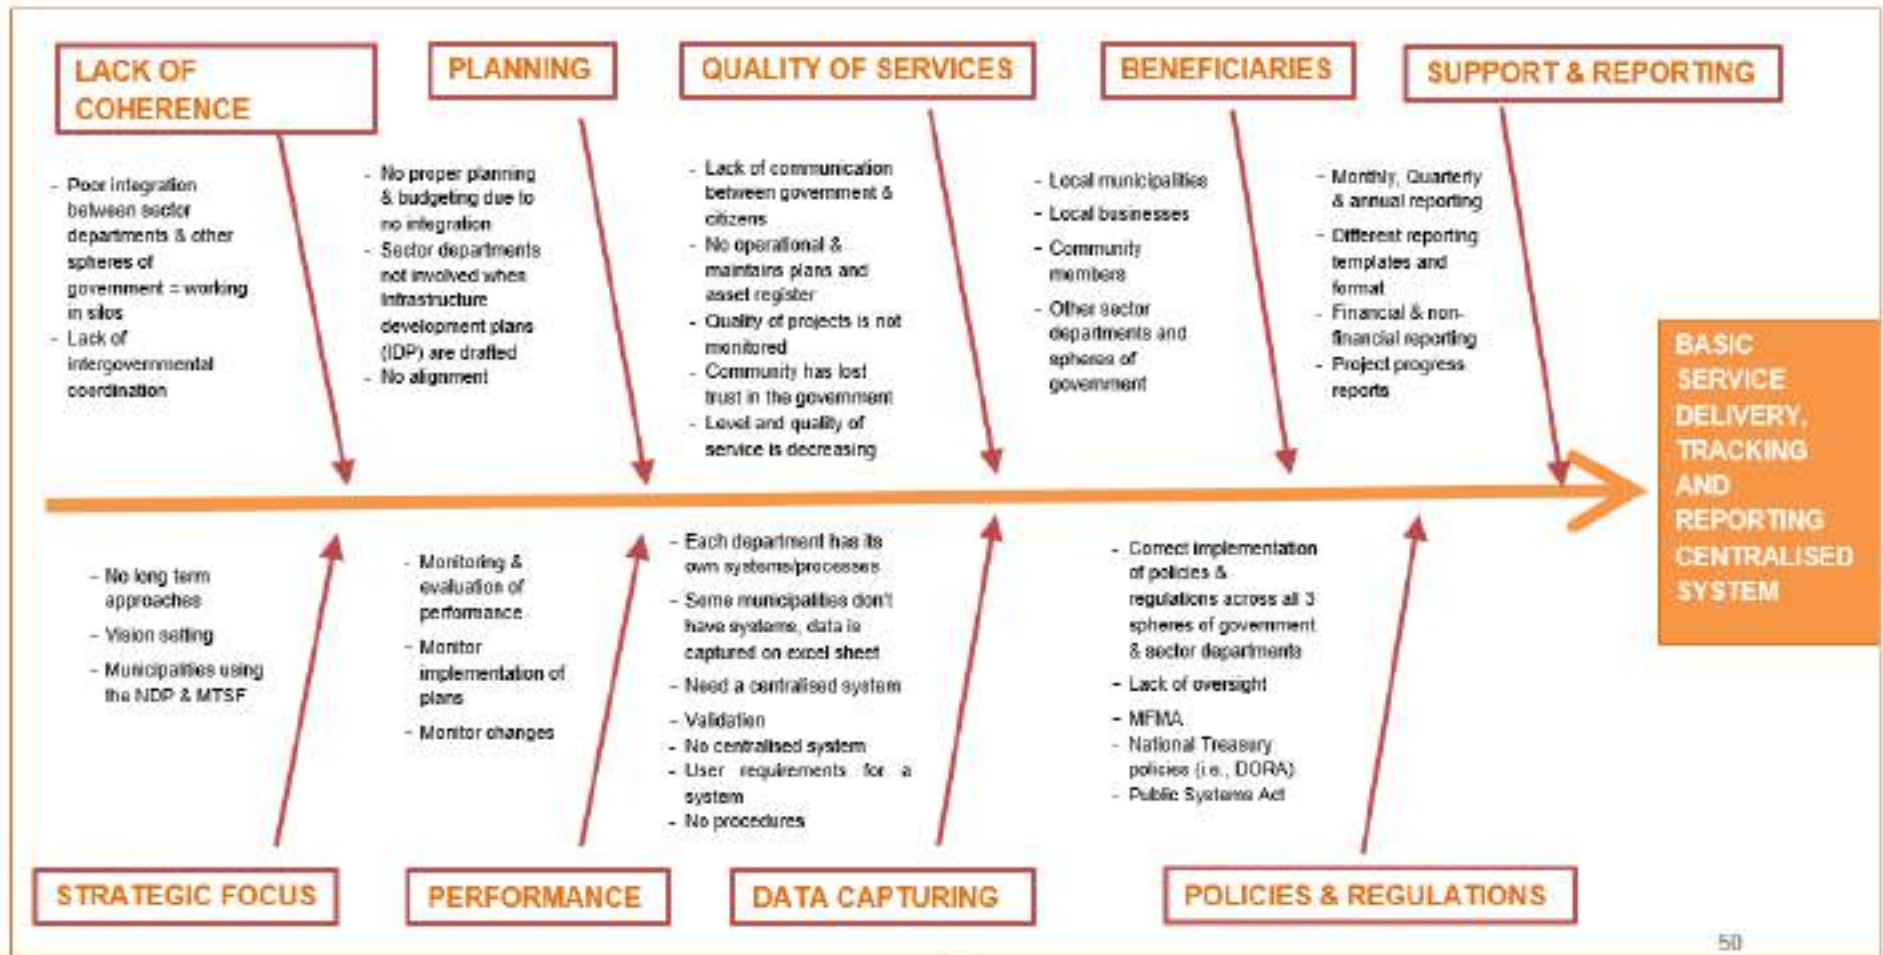 LACK OF
COHERENCE
- Poor integration
between sector
departments & other
spheres of
government = working
in silos
- Lack of
intergovernmental
coordination
PLANNING
- No proper planning
& budgeting due to
no integration
- Sector departments
not involved when
Infrastructure
development plans
(IDP) are drafted
- No alignment
QUALITY OF SERVICES
- Lack of communication
between government &
citizens
- No operational &
maintains plans and
asset register
- Quality of projects is not
monitored
- Community has lost
trust in the government
- Level and quality of
service is decreasing
BENEFICIARIES
- Local municipalities
- Local businesses
- Community
members
- Other sector
departments and
spheres of
government
SUPPORT & REPORTING
- Monthly, Quarterly
& annual reporting
- Different reporting
templates and
format
- Financial & non-
financial reporting
- Project progress
reports
BASIC
SERVICE
DELIVERY,
TRACKING
AND
REPORTING
CENTRALISED
SYSTEM
- No long term
approaches
- Vision setting
- Municipalities using
the NDP & MTSF
STRATEGIC FOCUS
- Monitoring &
evaluation of
performance
- Monitor
implementation of
plans
- Monitor changes
PERFORMANCE
- Each department has its
own systems/processes
- Some municipalities don't
have systems, data is
captured on excel sheet
- Need a centralised system
- Validation
- No centralised system
- User requirements for a
system
- No procedures
DATA CAPTURING
- Correct implementation
of policies &
regulations across all 3
spheres of government
& sector departments
- Lack of oversight
- MFMA
- National Treasury
policies (i.e., DORA)
- Public Systems Act
POLICIES & REGULATIONS
50